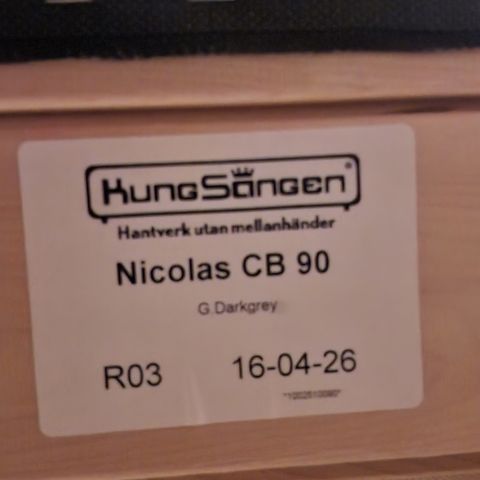 KUNGSÄNGEN®
Hantverk utan mellanhänder
Nicolas CB 90
G.Darkgrey
R03 16-04-26